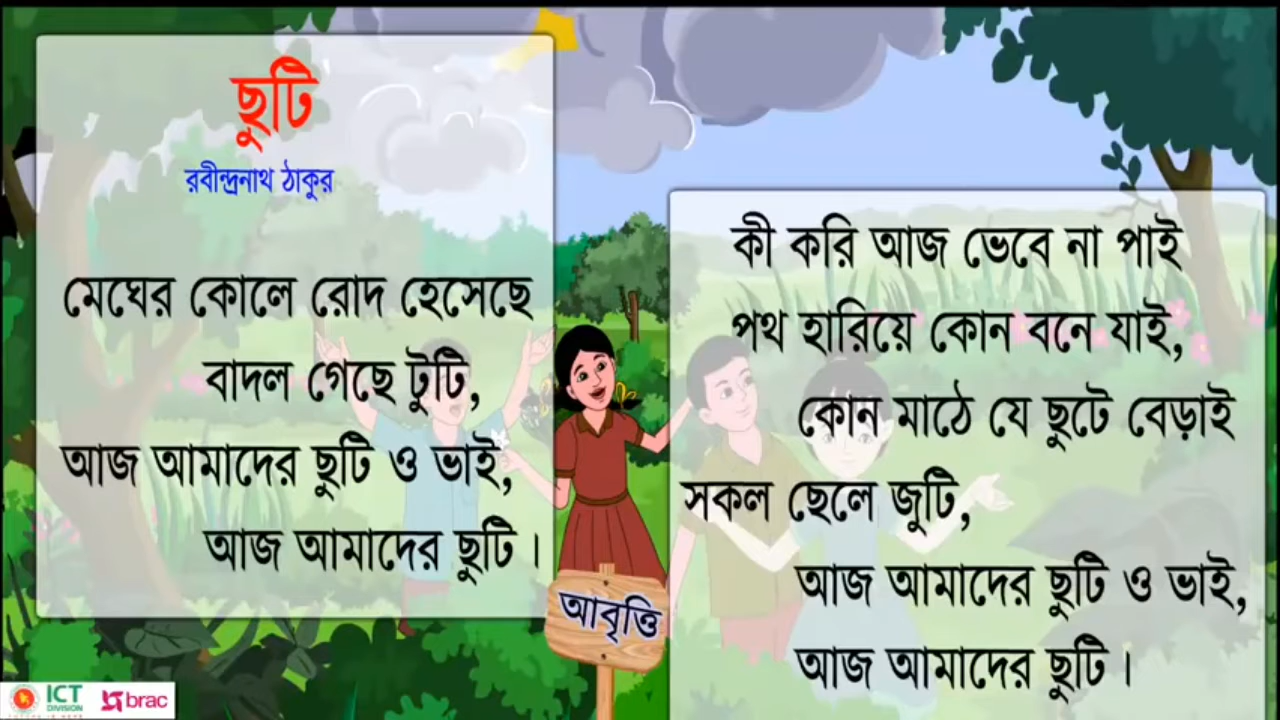 ছুটি
রবীন্দ্রনাথ ঠাকুর
মেঘের কোলে রোদ হেসেছে
বাদল গেছে টুটি,
আজ আমাদের ছুটি ও ভাই,
আজ আমাদের ছুটি।
কী করি আজ ভেবে না পাই
পথ হারিয়ে কোন বনে যাই,
কোন মাঠে যে ছুটে বেড়াই
সকল ছেলে জুটি,
আজ আমাদের ছুটি ও ভাই,
আজ আমাদের ছুটি।
আবৃত্তি
ICT
DIVISION
brac